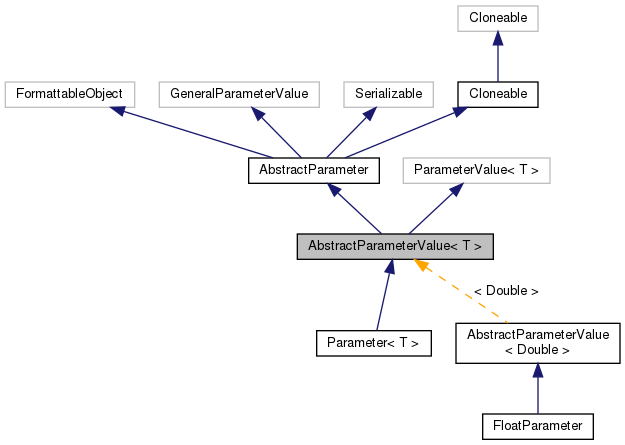 Cloneable
FormattableObject
GeneralParameterValue
Serializable
Cloneable
AbstractParameter
ParameterValue< T >
AbstractParameterValue< T >
< Double >
Parameter< T >
AbstractParameterValue
< Double >
FloatParameter